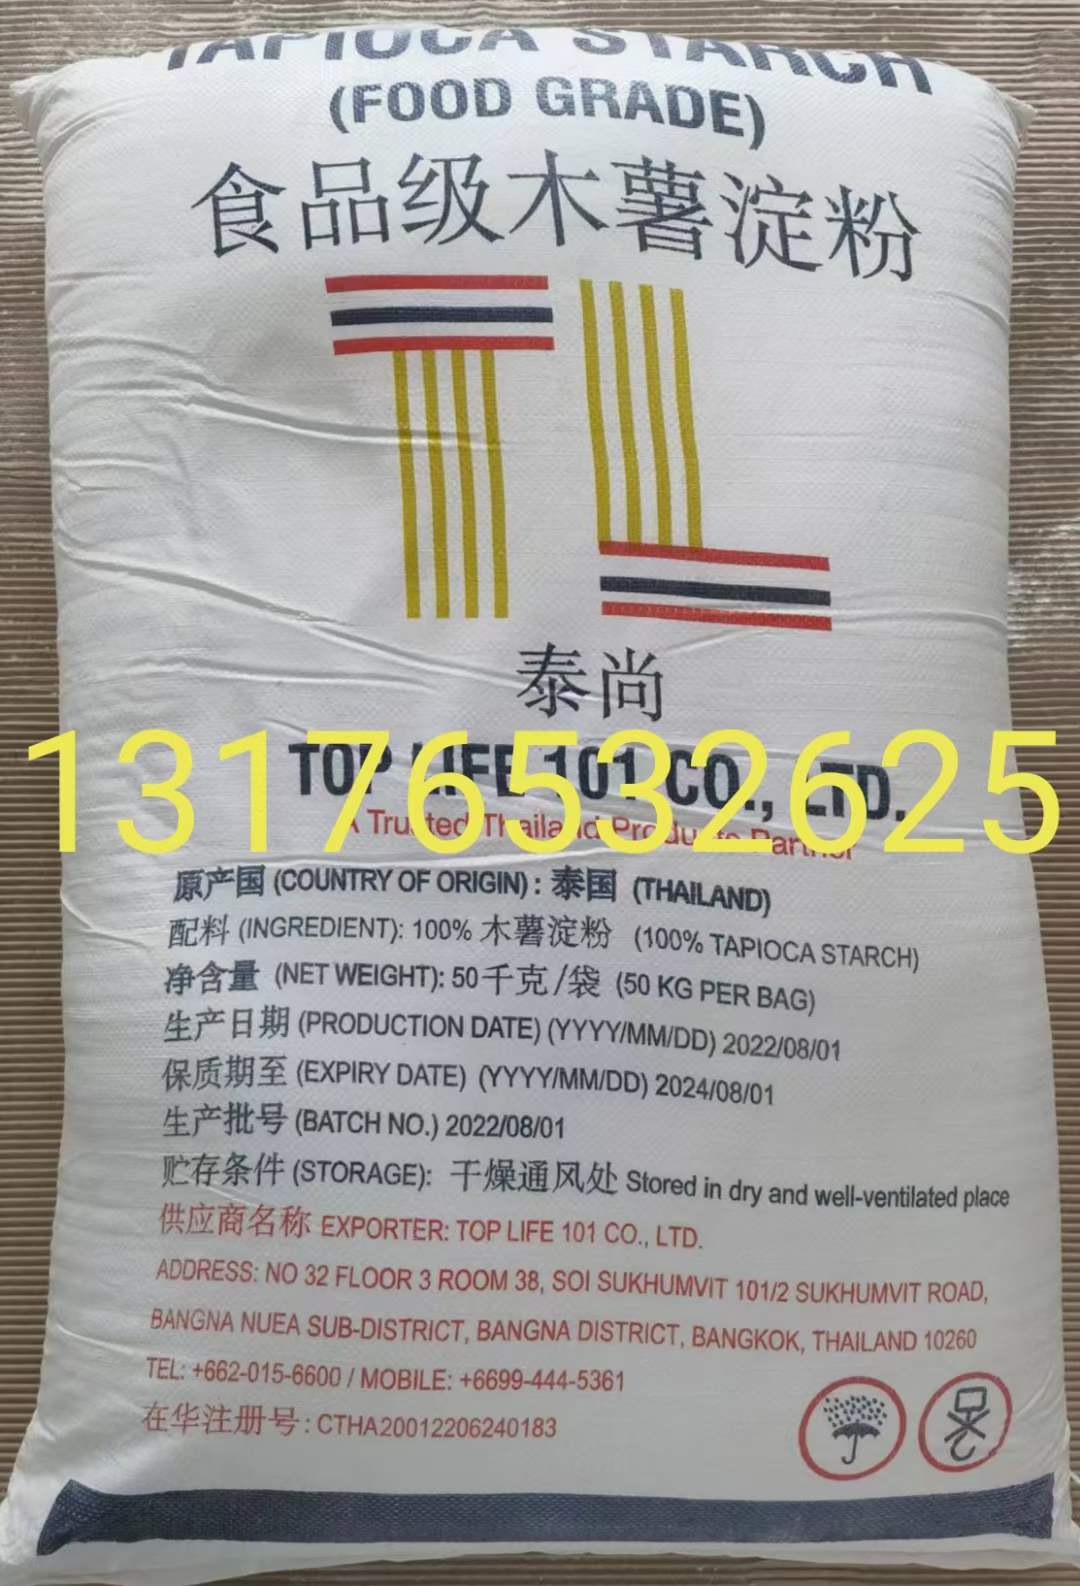 TAPIOCA STARCH
(FOOD GRADE)
食品级木薯淀粉
TL
泰尚
TOP LIFE 101 CO., LTD.
13176532625
A Trusted Thailand Products Partner
原产国 (COUNTRY OF ORIGIN) : 泰国 (THAILAND)
配料 (INGREDIENT): 100% 木薯淀粉 (100% TAPIOCA STARCH)
净含量 (NET WEIGHT): 50千克/袋 (50 KG PER BAG)
生产日期 (PRODUCTION DATE) (YYYY/MM/DD) 2022/08/01
保质期至 (EXPIRY DATE) (YYYY/MM/DD) 2024/08/01
生产批号 (BATCH NO.) 2022/08/01
贮存条件 (STORAGE): 干燥通风处 Stored in dry and well-ventilated place
供应商名称 EXPORTER: TOP LIFE 101 CO., LTD.
ADDRESS: NO 32 FLOOR 3 ROOM 38, SOI SUKHUMVIT 101/2 SUKHUMVIT ROAD,
BANGNA NUEA SUB-DISTRICT, BANGNA DISTRICT, BANGKOK, THAILAND 10260
TEL: +662-015-6600 / MOBILE: +6699-444-5361
在华注册号 : CTHA20012206240183